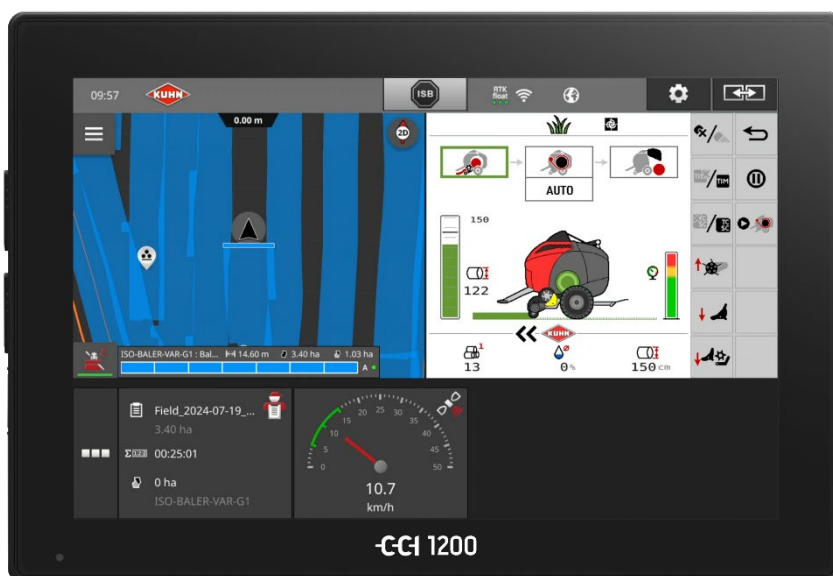 09:57
KUHN
ISB
RTK
float
0.00 m
2D
AUTO
150
122
KUHN
1
13
0%
150 cm
ISO-BALER-VAR-G1 : Bal...
14.60 m
3.40 ha
1.03 ha
A
TIM
Field_2024-07-19_...
3.40 ha
Σ123
00:25:01
0 ha
ISO-BALER-VAR-G1
0
5
10
15
20
25
30
35
40
45
50
10.7
km/h
CCI 1200